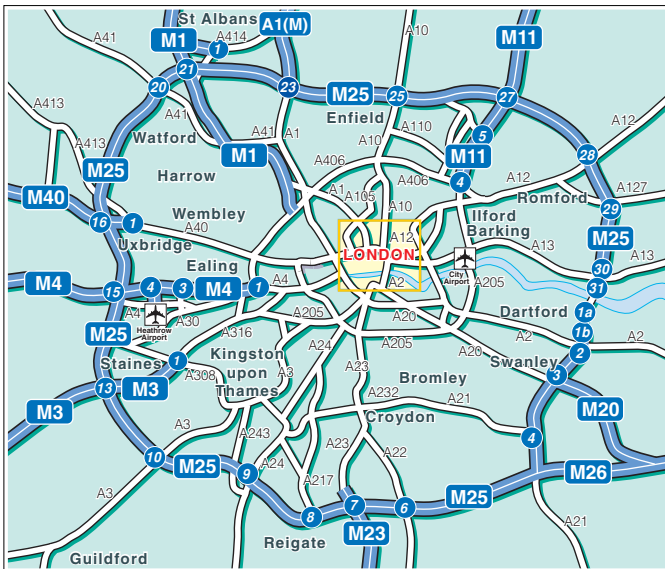 St Albans
A1(M)
A41
A414
M1
1
A10
M11
21
20
23
M25
25
27
A413
A41
Enfield
A12
A413
Watford
A41
A1
A10
A110
5
M1
M11
28
M25
Harrow
A406
A406
4
A12
A127
M40
A1
A105
Romford
29
Wembley
A10
Ilford
16
1
A40
Barking
M25
Uxbridge
A12
A13
LONDON
A13
Ealing
30
M4
4
3
M4
1
A4
A2
City
Airport
A205
31
15
A4
A30
Heathrow
Airport
A205
A20
Dartford
1a
M25
A316
A205
1b
A2
Staines
1
Kingston
upon
Thames
A24
A23
A20
2
A308
A3
Swanley
3
13
M3
Bromley
M3
A232
A21
M20
Croydon
A3
A243
A23
A22
4
10
M25
9
A24
A217
M26
A3
M25
8
7
6
A21
Reigate
M23
Guildford